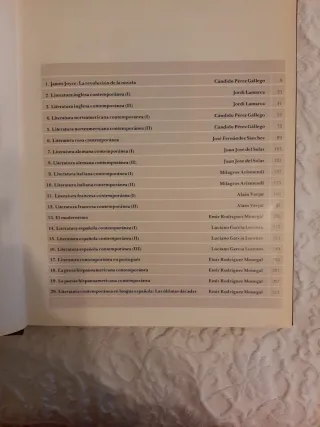 1. James Joyce: La revolución de la novela Cándido Pérez Gállego
2. Literatura inglesa contemporánea (I) Jordi Lamarca
3. Literatura inglesa contemporánea (II) Jordi Lamarca
4. Literatura norteamericana contemporánea (I) Cándido Pérez Gállego
5. Literatura norteamericana contemporánea (II) Cándido Pérez Gállego
6. Literatura rusa contemporánea José Fernández Sánchez
7. Literatura alemana contemporánea (I) Juan José del Solar
8. Literatura alemana contemporánea (II) Juan José del Solar
9. Literatura italiana contemporánea (I) Milagros Arizmendi
10. Literatura italiana contemporánea (II) Milagros Arizmendi
11. Literatura francesa contemporánea (I) Alain Verjat
12. Literatura francesa contemporánea (II) Alain Verjat
13. El modernismo Emir Rodríguez Monegal
14. Literatura española contemporánea (I) Luciano García Lorenzo
15. Literatura española contemporánea (II) Luciano García Lorenzo
16. Literatura española contemporánea (III) Luciano García Lorenzo
17. Literatura contemporánea en portugués Emir Rodríguez Monegal
18. La prosa hispanoamericana contemporánea Emir Rodríguez Monegal
19. La poesía hispanoamericana contemporánea Emir Rodríguez Monegal
20. Literatura contemporánea en lengua española: Las últimas décadas Emir Rodríguez Monegal